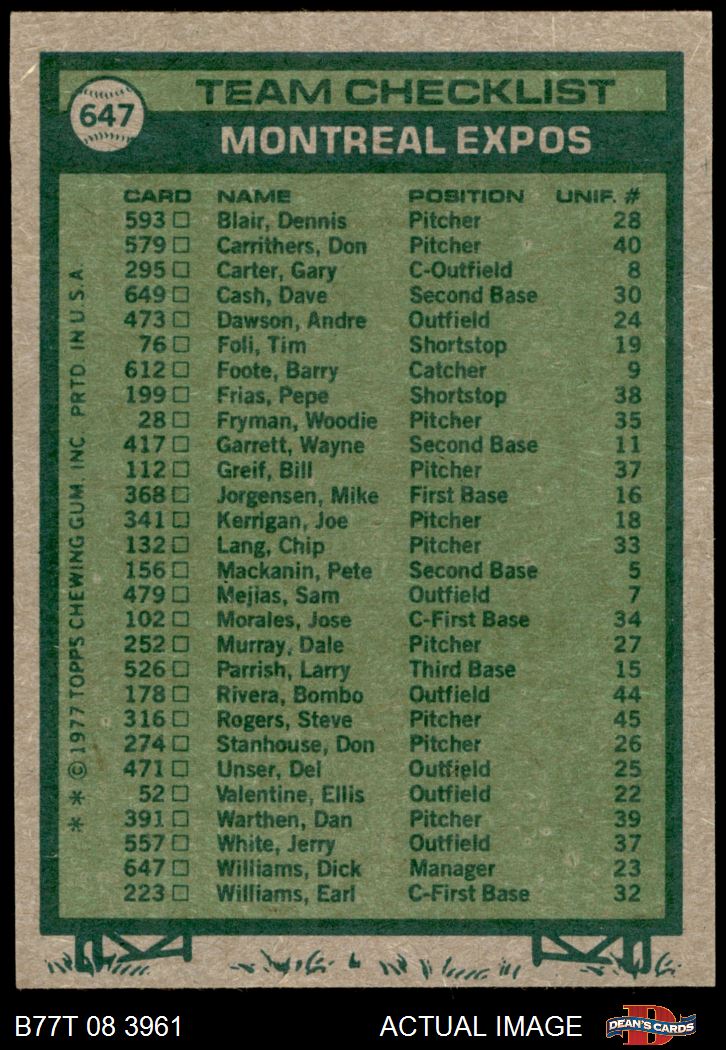 647
TEAM CHECKLIST
MONTREAL EXPOS
CARD NAME POSITION UNIF. #
593 Blair, Dennis Pitcher 28
579 Carrithers, Don Pitcher 40
295 Carter, Gary C-Outfield 8
649 Cash, Dave Second Base 30
473 Dawson, Andre Outfield 24
76 Foli, Tim Shortstop 19
612 Foote, Barry Catcher 9
199 Frias, Pepe Shortstop 38
28 Fryman, Woodie Pitcher 35
417 Garrett, Wayne Second Base 11
112 Greif, Bill Pitcher 37
368 Jorgensen, Mike First Base 16
341 Kerrigan, Joe Pitcher 18
132 Lang, Chip Pitcher 33
156 Mackanin, Pete Second Base 5
479 Mejias, Sam Outfield 7
102 Morales, Jose C-First Base 34
252 Murray, Dale Pitcher 27
526 Parrish, Larry Third Base 15
178 Rivera, Bombo Outfield 44
316 Rogers, Steve Pitcher 45
274 Stanhouse, Don Pitcher 26
471 Unser, Del Outfield 25
52 Valentine, Ellis Outfield 22
391 Warthen, Dan Pitcher 39
557 White, Jerry Outfield 37
647 Williams, Dick Manager 23
223 Williams, Earl C-First Base 32
* * © 1977 TOPPS CHEWING GUM, INC. PRTD. IN U.S.A.
B77T 08 3961 ACTUAL IMAGE
D
DEAN'S CARDS